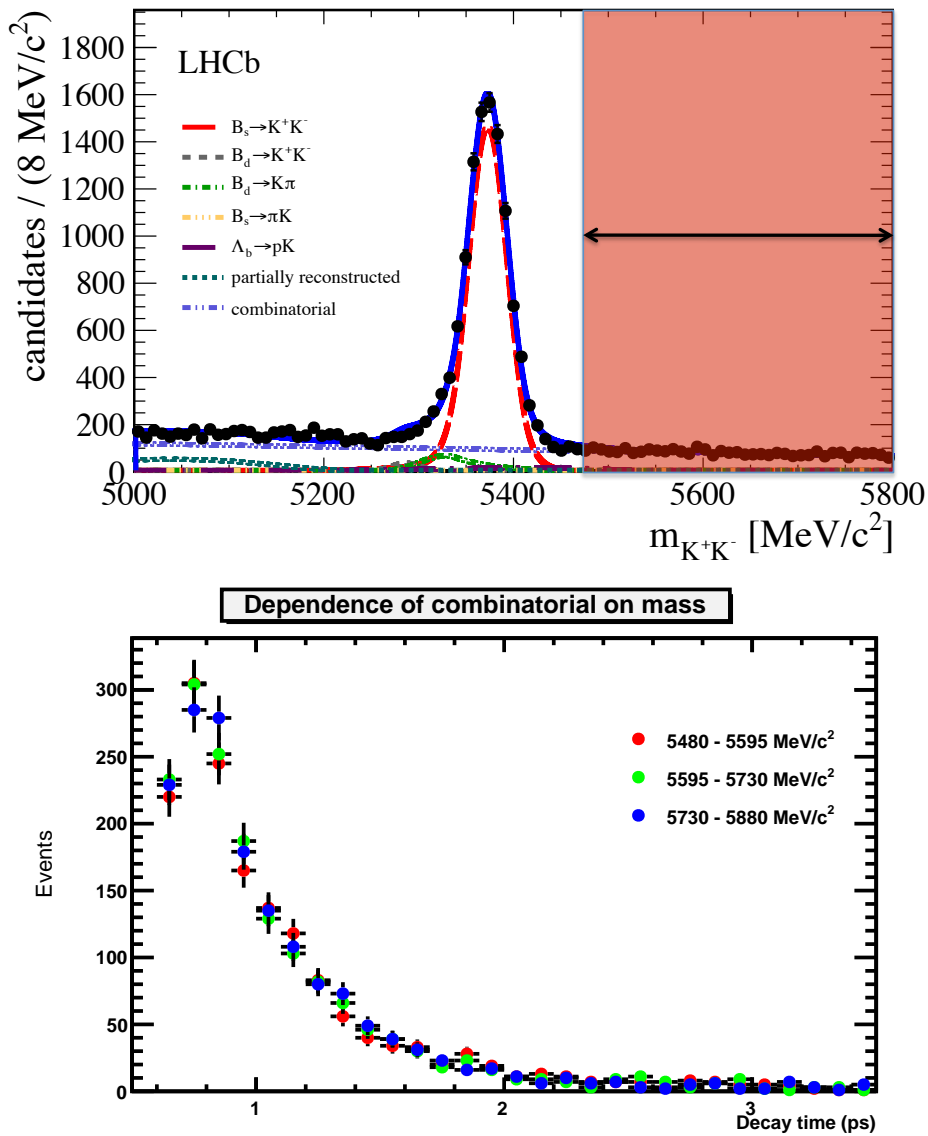 candidates / (8 MeV/c²)
1800
1600
1400
1200
1000
800
600
400
200
0
LHCb
B_s→K⁺K⁻
B_d→K⁺K⁻
B_d→Kπ
B_s→πK
Λ_b→pK
partially reconstructed
combinatorial
5000 5200 5400 5600 5800
m_K⁺K⁻ [MeV/c²]
Dependence of combinatorial on mass
Events
300
250
200
150
100
50
0
5480 - 5595 MeV/c²
5595 - 5730 MeV/c²
5730 - 5880 MeV/c²
1 2 3
Decay time (ps)